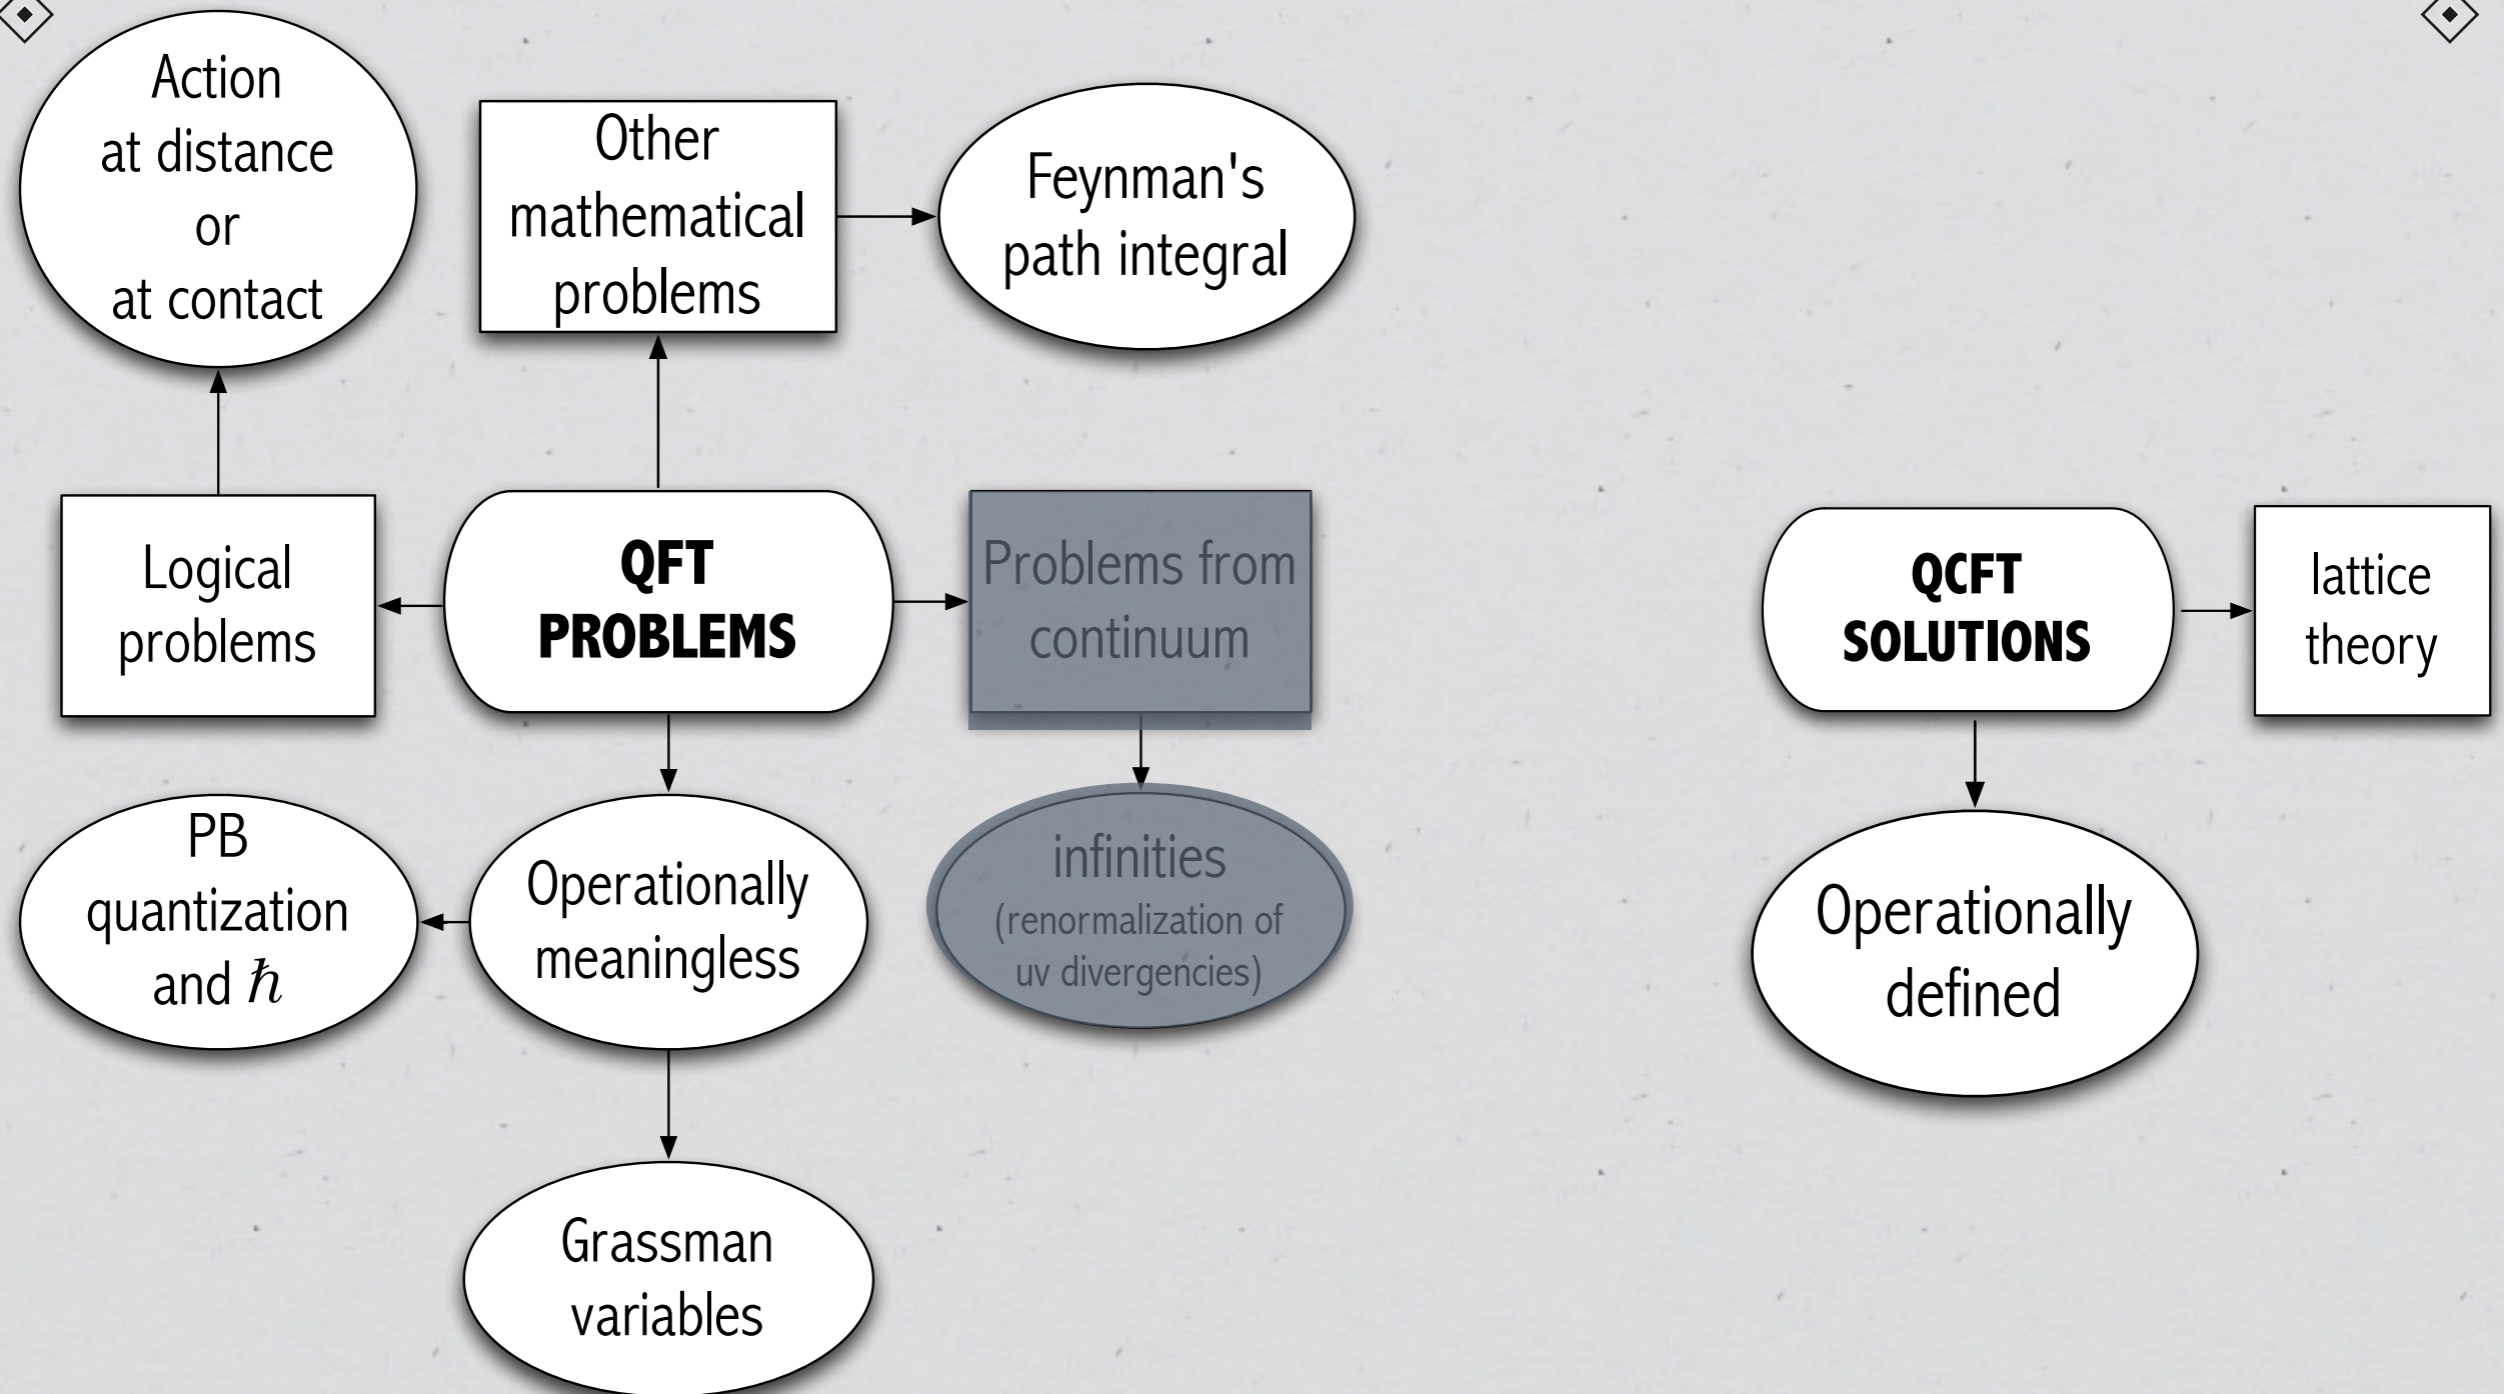 Action
at distance
or
at contact
Other
mathematical
problems
Feynman's
path integral
Logical
problems
QFT
PROBLEMS
Problems from
continuum
QCFT
SOLUTIONS
lattice
theory
PB
quantization
and ℏ
Operationally
meaningless
infinities
(renormalization of
uv divergencies)
Operationally
defined
Grassman
variables